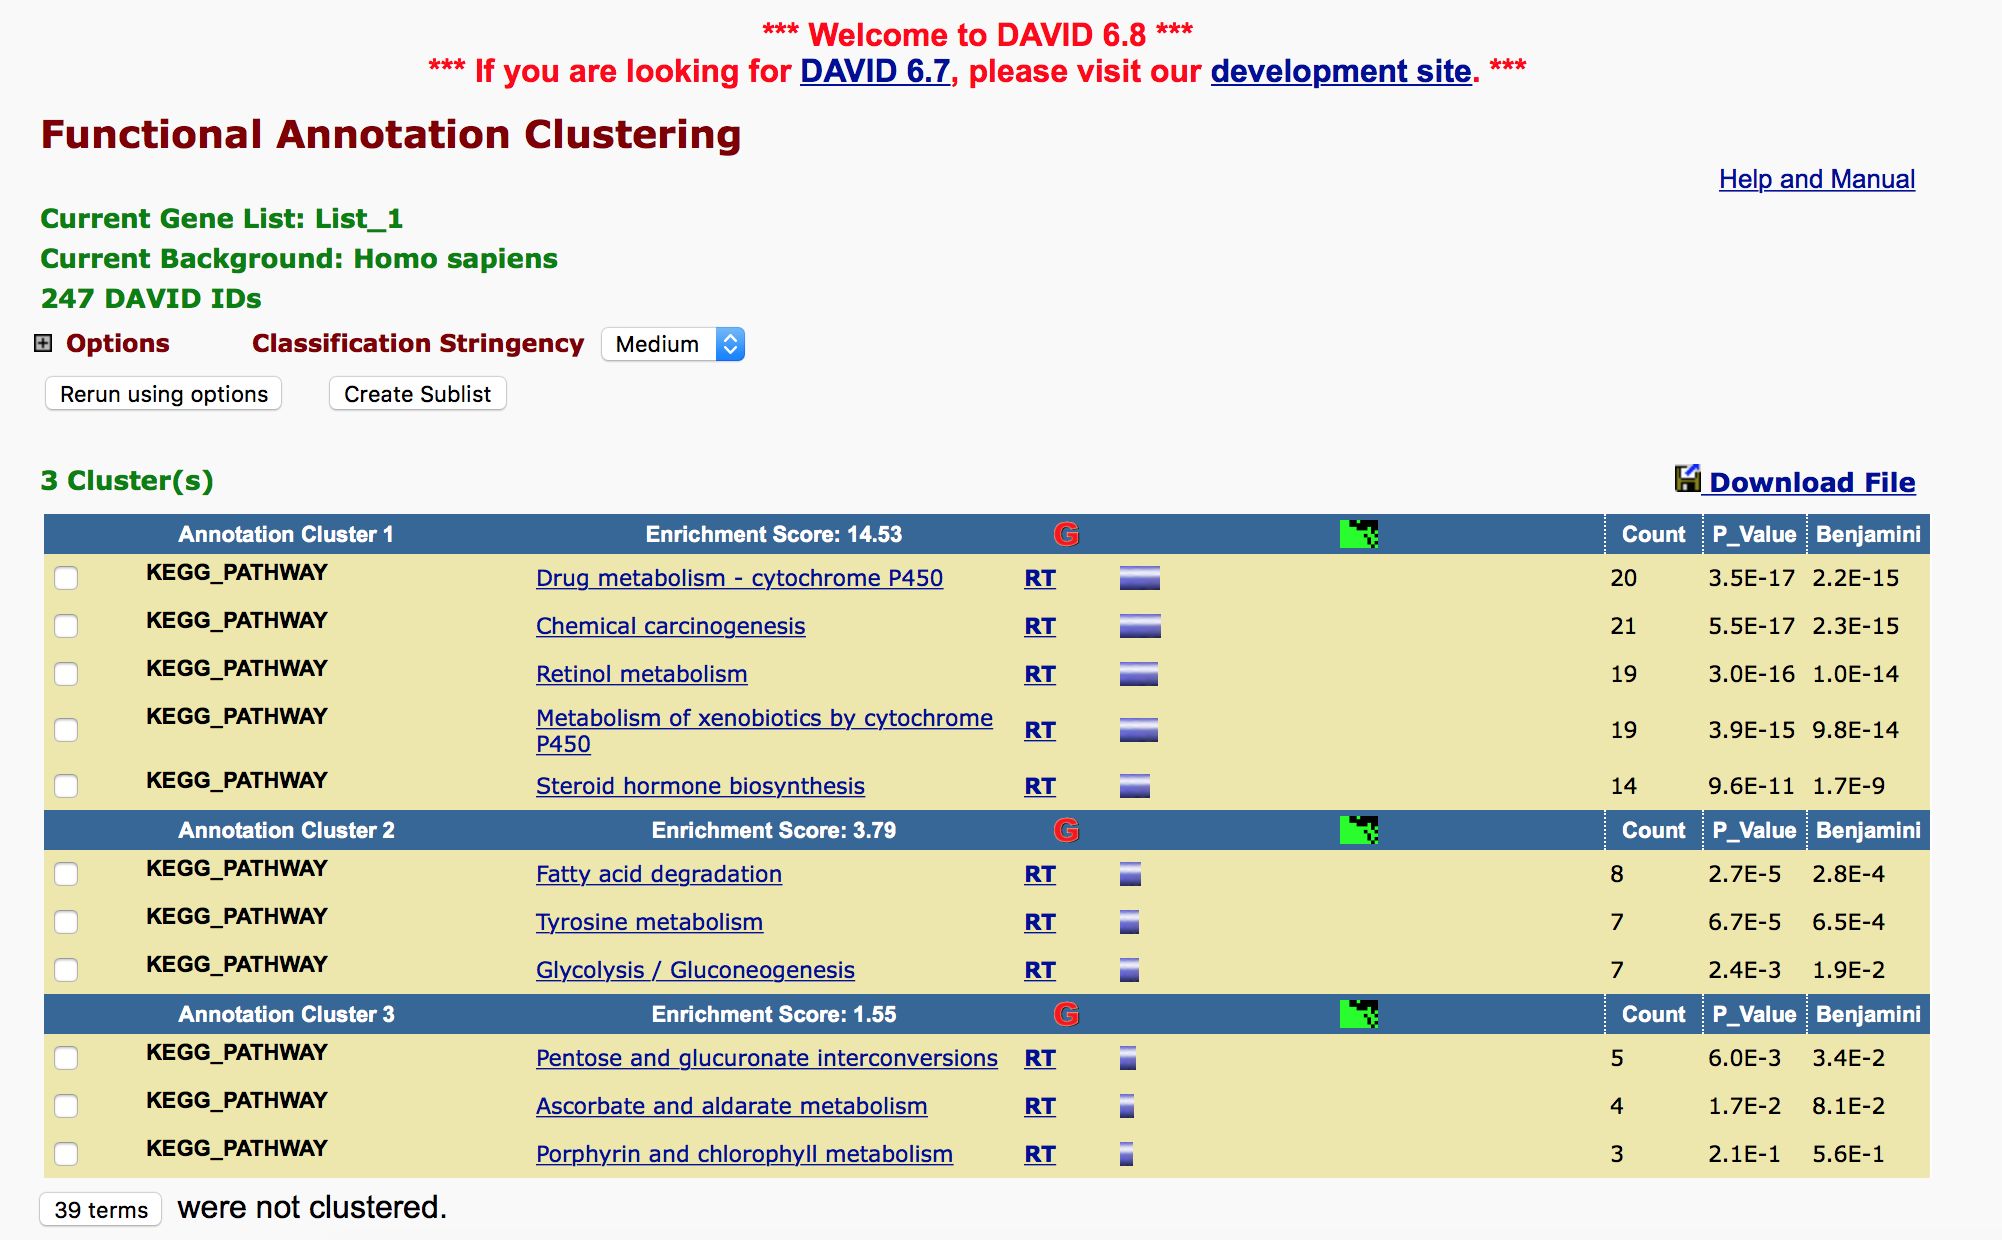 *** Welcome to DAVID 6.8 ***
*** If you are looking for DAVID 6.7, please visit our development site. ***
Functional Annotation Clustering
Help and Manual
Current Gene List: List_1
Current Background: Homo sapiens
247 DAVID IDs
Options Classification Stringency Medium
Rerun using options Create Sublist
3 Cluster(s) Download File
Annotation Cluster 1 Enrichment Score: 14.53 G Count P_Value Benjamini
KEGG_PATHWAY Drug metabolism - cytochrome P450 RT 20 3.5E-17 2.2E-15
KEGG_PATHWAY Chemical carcinogenesis RT 21 5.5E-17 2.3E-15
KEGG_PATHWAY Retinol metabolism RT 19 3.0E-16 1.0E-14
KEGG_PATHWAY Metabolism of xenobiotics by cytochrome
P450 RT 19 3.9E-15 9.8E-14
KEGG_PATHWAY Steroid hormone biosynthesis RT 14 9.6E-11 1.7E-9
Annotation Cluster 2 Enrichment Score: 3.79 G Count P_Value Benjamini
KEGG_PATHWAY Fatty acid degradation RT 8 2.7E-5 2.8E-4
KEGG_PATHWAY Tyrosine metabolism RT 7 6.7E-5 6.5E-4
KEGG_PATHWAY Glycolysis / Gluconeogenesis RT 7 2.4E-3 1.9E-2
Annotation Cluster 3 Enrichment Score: 1.55 G Count P_Value Benjamini
KEGG_PATHWAY Pentose and glucuronate interconversions RT 5 6.0E-3 3.4E-2
KEGG_PATHWAY Ascorbate and aldarate metabolism RT 4 1.7E-2 8.1E-2
KEGG_PATHWAY Porphyrin and chlorophyll metabolism RT 3 2.1E-1 5.6E-1
39 terms were not clustered.